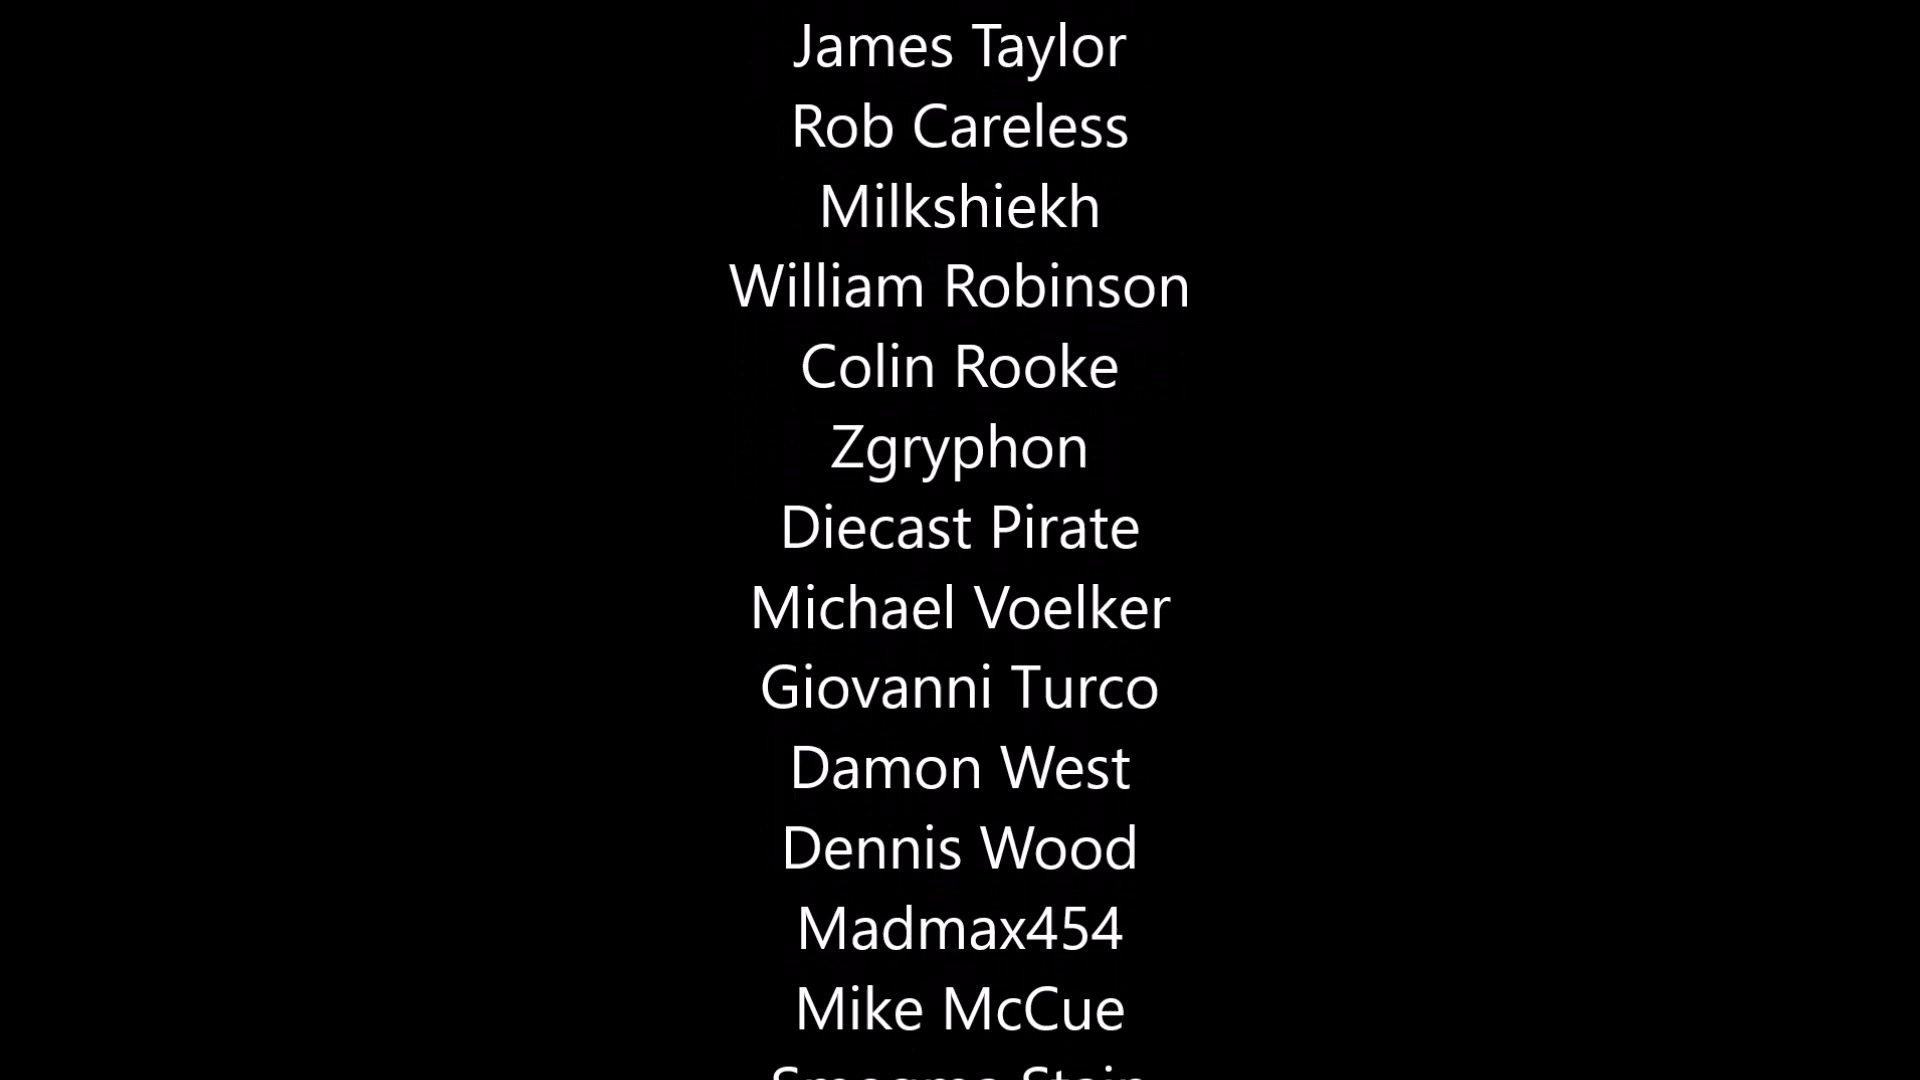 James Taylor
Rob Careless
Milkshiekh
William Robinson
Colin Rooke
Zgryphon
Diecast Pirate
Michael Voelker
Giovanni Turco
Damon West
Dennis Wood
Madmax454
Mike McCue